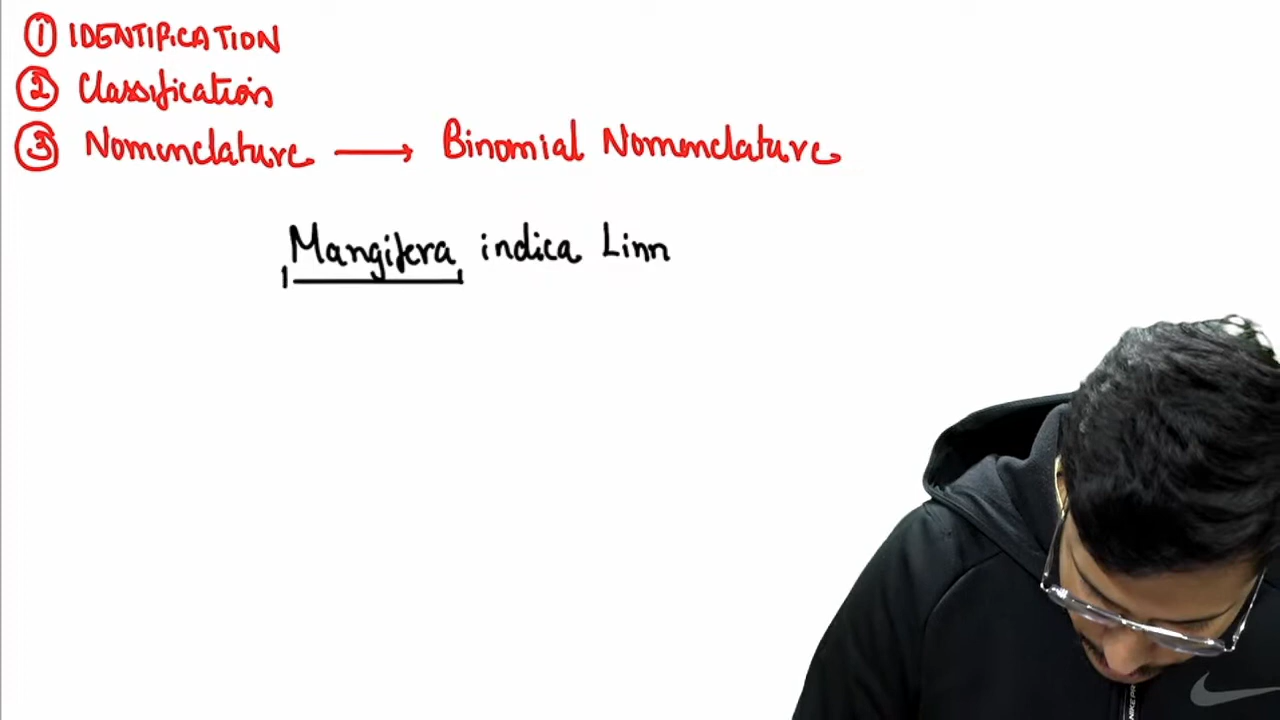 ① IDENTIFICATION
② Classification
③ Nomenclature → Binomial Nomenclature
Mangifera indica Linn